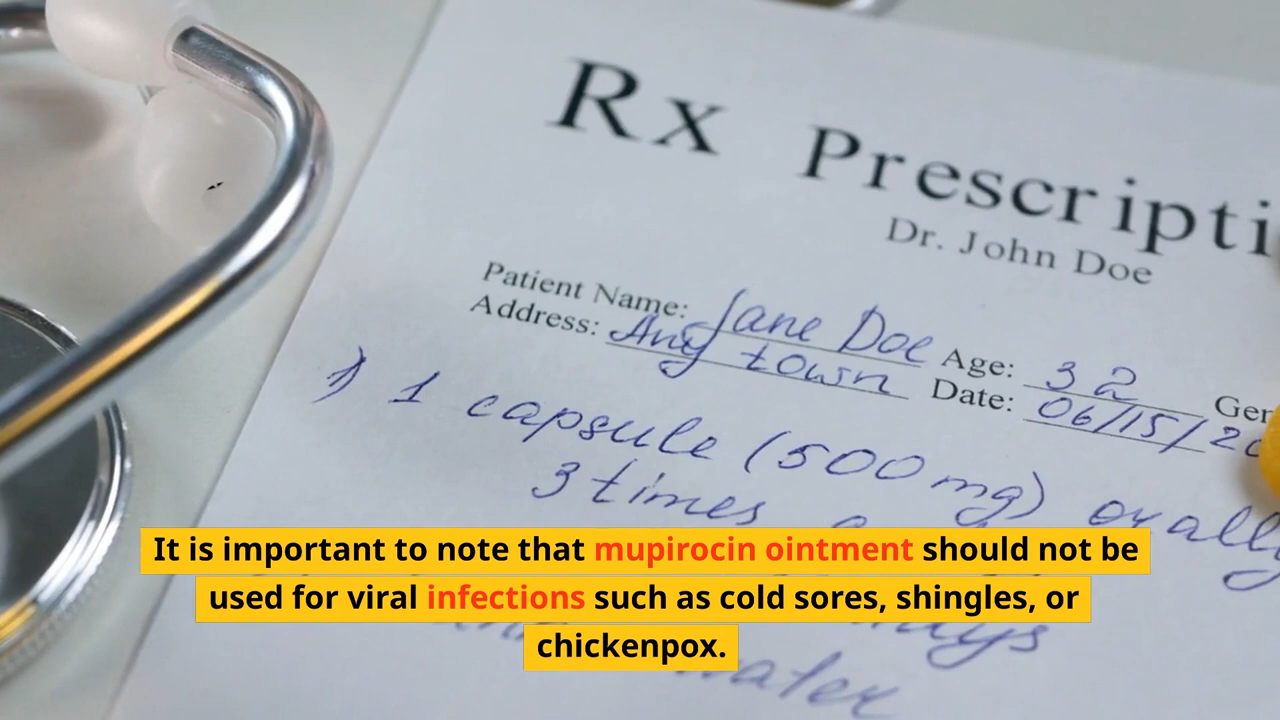 Rx Prescripti
Dr. John Doe
Patient Name: Jane Doe Age: 32 Ger
Address: Any town Date: 06/15/20
1) 1 capsule (500 mg) orally
3 times
It is important to note that mupirocin ointment should not be
used for viral infections such as cold sores, shingles, or
chickenpox.
water